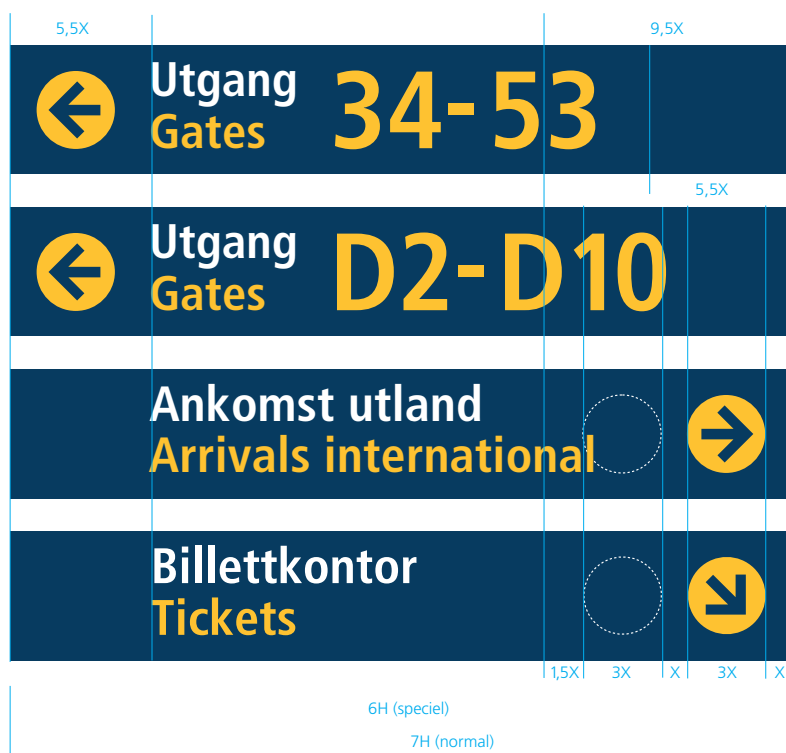 5,5X
9,5X
Utgang
Gates
34-53
5,5X
Utgang
Gates
D2-D10
Ankomst utland
Arrivals international
Billettkontor
Tickets
1,5X 3X X 3X X
6H (speciel)
7H (normal)